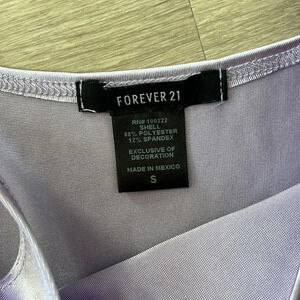 FOREVER 21
RN# 100222
SHELL
88% POLYESTER
12% SPANDEX
EXCLUSIVE OF
DECORATION
MADE IN MEXICO
S